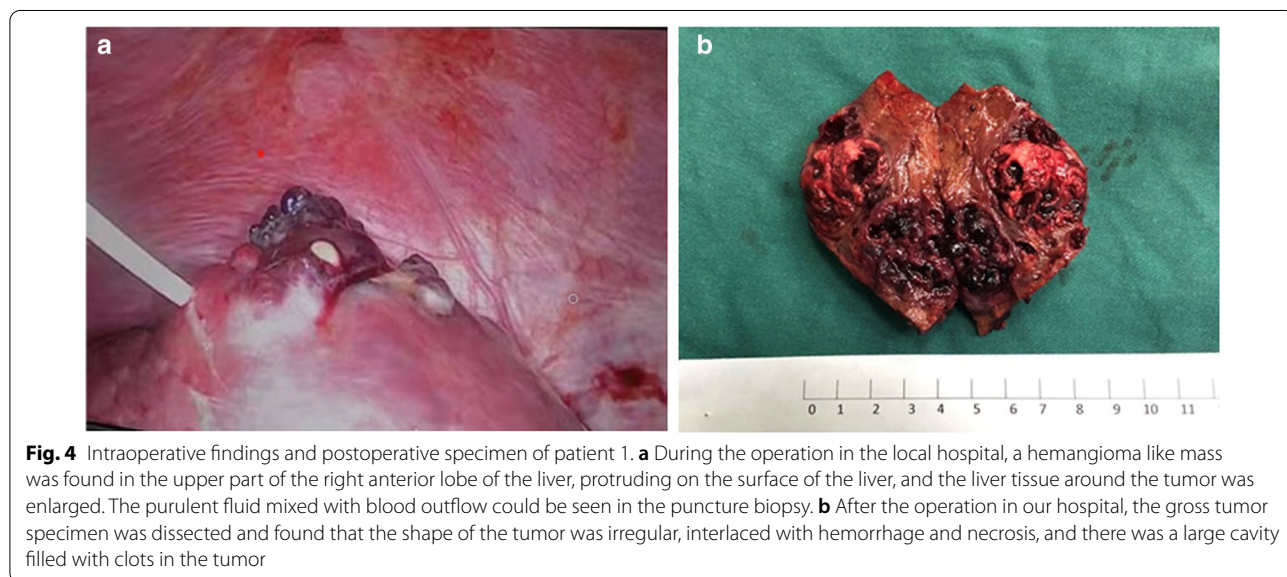 a
b
0 1 2 3 4 5 6 7 8 9 10 11
Fig. 4 Intraoperative findings and postoperative specimen of patient 1. a During the operation in the local hospital, a hemangioma like mass
was found in the upper part of the right anterior lobe of the liver, protruding on the surface of the liver, and the liver tissue around the tumor was
enlarged. The purulent fluid mixed with blood outflow could be seen in the puncture biopsy. b After the operation in our hospital, the gross tumor
specimen was dissected and found that the shape of the tumor was irregular, interlaced with hemorrhage and necrosis, and there was a large cavity
filled with clots in the tumor